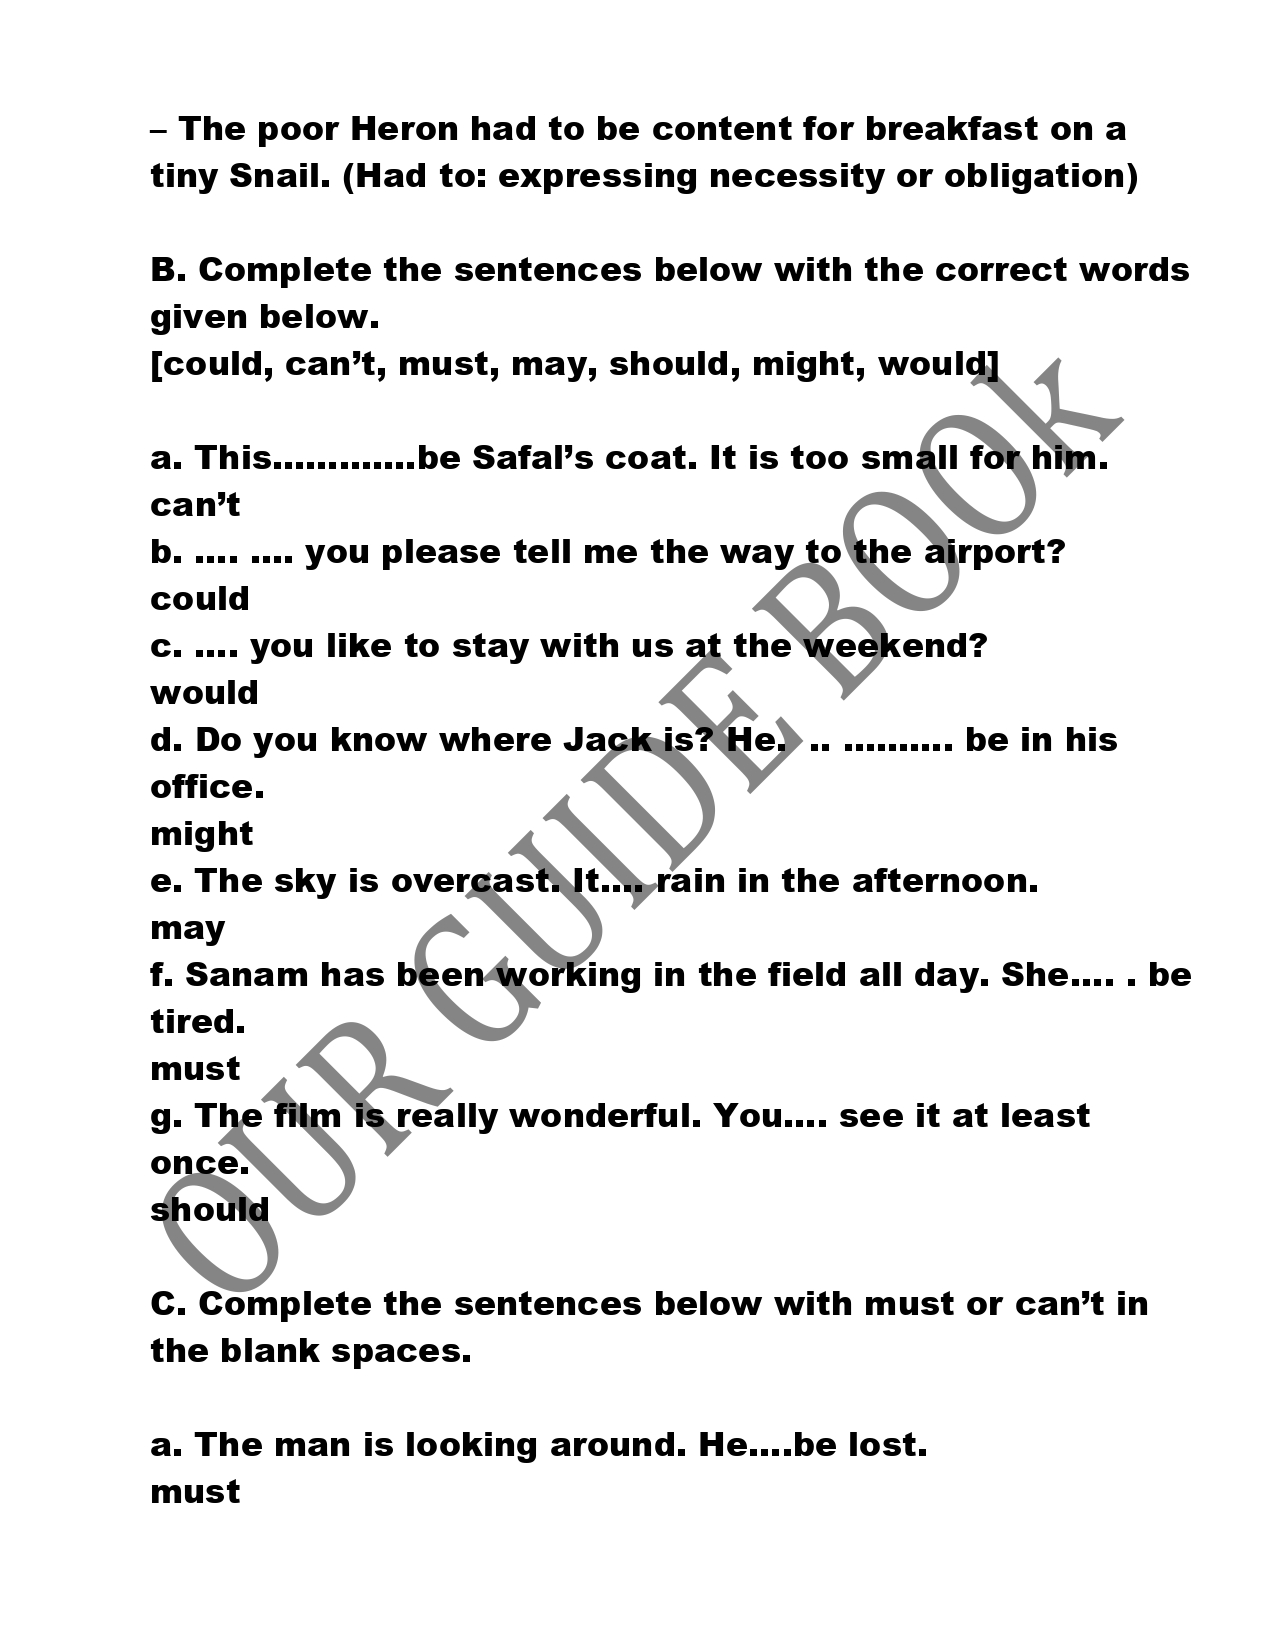 – The poor Heron had to be content for breakfast on a
tiny Snail. (Had to: expressing necessity or obligation)
B. Complete the sentences below with the correct words
given below.
[could, can’t, must, may, should, might, would]
a. This………….be Safal’s coat. It is too small for him.
can’t
b. …. …. you please tell me the way to the airport?
could
c. …. you like to stay with us at the weekend?
would
d. Do you know where Jack is? He. .. ………. be in his
office.
might
e. The sky is overcast. It…. rain in the afternoon.
may
f. Sanam has been working in the field all day. She…. . be
tired.
must
g. The film is really wonderful. You…. see it at least
once.
should
C. Complete the sentences below with must or can’t in
the blank spaces.
a. The man is looking around. He….be lost.
must
OUR GUIDE BOOk